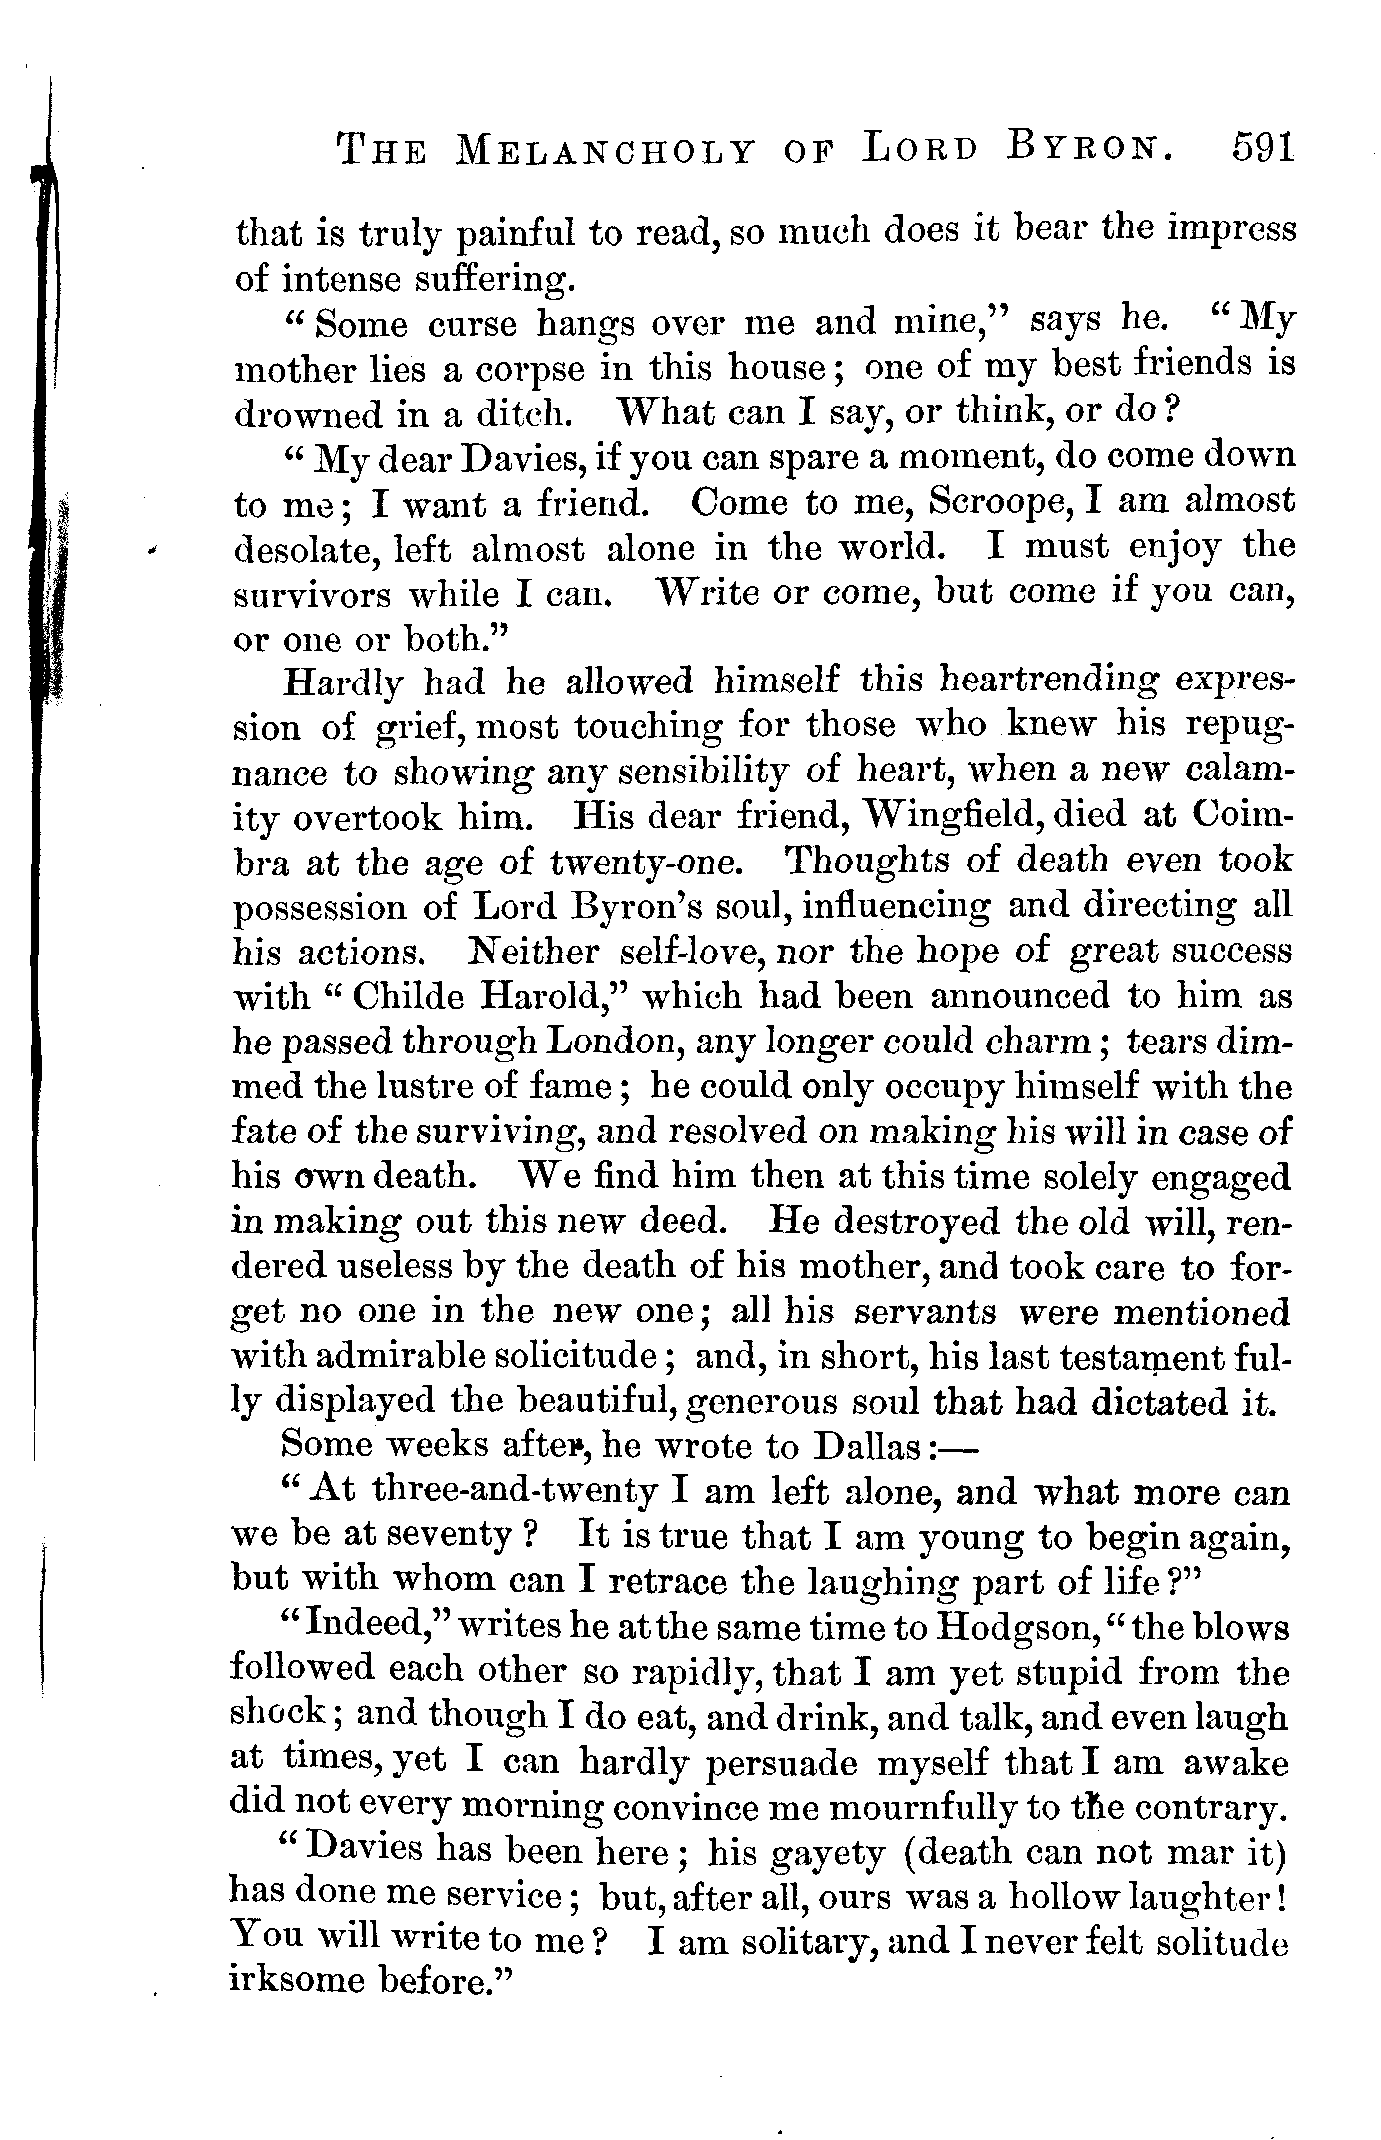 The Melancholy of Lord Byron. 591
that is truly painful to read, so much does it bear the impress
of intense suffering.
“Some curse hangs over me and mine,” says he. “My
mother lies a corpse in this house; one of my best friends is
drowned in a ditch. What can I say, or think, or do?
“My dear Davies, if you can spare a moment, do come down
to me; I want a friend. Come to me, Scroope, I am almost
desolate, left almost alone in the world. I must enjoy the
survivors while I can. Write or come, but come if you can,
or one or both.”
Hardly had he allowed himself this heartrending expres-
sion of grief, most touching for those who knew his repug-
nance to showing any sensibility of heart, when a new calam-
ity overtook him. His dear friend, Wingfield, died at Coim-
bra at the age of twenty-one. Thoughts of death even took
possession of Lord Byron’s soul, influencing and directing all
his actions. Neither self-love, nor the hope of great success
with “Childe Harold,” which had been announced to him as
he passed through London, any longer could charm; tears dim-
med the lustre of fame; he could only occupy himself with the
fate of the surviving, and resolved on making his will in case of
his own death. We find him then at this time solely engaged
in making out this new deed. He destroyed the old will, ren-
dered useless by the death of his mother, and took care to for-
get no one in the new one; all his servants were mentioned
with admirable solicitude; and, in short, his last testament ful-
ly displayed the beautiful, generous soul that had dictated it.
Some weeks after, he wrote to Dallas:—
“At three-and-twenty I am left alone, and what more can
we be at seventy? It is true that I am young to begin again,
but with whom can I retrace the laughing part of life?”
“Indeed,” writes he at the same time to Hodgson, “the blows
followed each other so rapidly, that I am yet stupid from the
shock; and though I do eat, and drink, and talk, and even laugh
at times, yet I can hardly persuade myself that I am awake
did not every morning convince me mournfully to the contrary.
“Davies has been here; his gayety (death can not mar it)
has done me service; but, after all, ours was a hollow laughter!
You will write to me? I am solitary, and I never felt solitude
irksome before.”